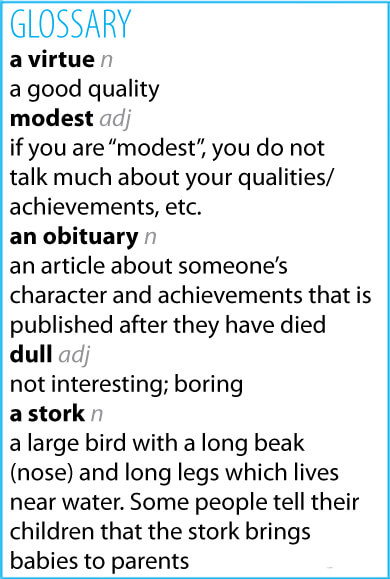 GLOSSARY
a virtue n
a good quality
modest adj
if you are “modest”, you do not
talk much about your qualities/
achievements, etc.
an obituary n
an article about someone’s
character and achievements that is
published after they have died
dull adj
not interesting; boring
a stork n
a large bird with a long beak
(nose) and long legs which lives
near water. Some people tell their
children that the stork brings
babies to parents